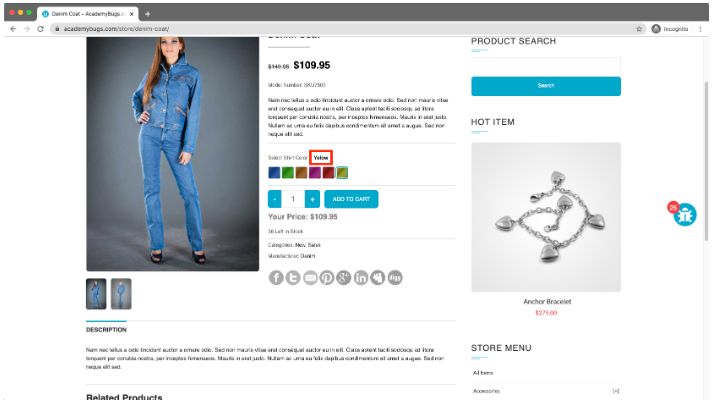 Denim Coat – AcademyBugs.c
Incognito
academybugs.com/store/denim-coat/
Denim Coat
$149.95 $109.95
Model Number: SKU7503
Nam nec tellus a odio tincidunt auctor a ornare odio. Sed non mauris vitae
erat consequat auctor eu in elit. Class aptent taciti sociosqu ad litora
torquent per conubia nostra, per inceptos himenaeos. Mauris in erat justo.
Nullam ac urna eu felis dapibus condimentum sit amet a augue. Sed non
neque elit sed.
Select Shirt Color: Yelow
- 1 +
ADD TO CART
Your Price: $109.95
36 Left in Stock
Categories: New, Sales
Manufacturer: Denim
digg
DESCRIPTION
Nam nec tellus a odio tincidunt auctor a ornare odio. Sed non mauris vitae erat consequat auctor eu in elit. Class aptent taciti sociosqu ad litora
torquent per conubia nostra, per inceptos himenaeos. Mauris in erat justo. Nullam ac urna eu felis dapibus condimentum sit amet a augue. Sed non
neque elit sed.
Related Products
PRODUCT SEARCH
Search
HOT ITEM
Anchor Bracelet
$275.00
25
STORE MENU
All Items
Accessories
[+]